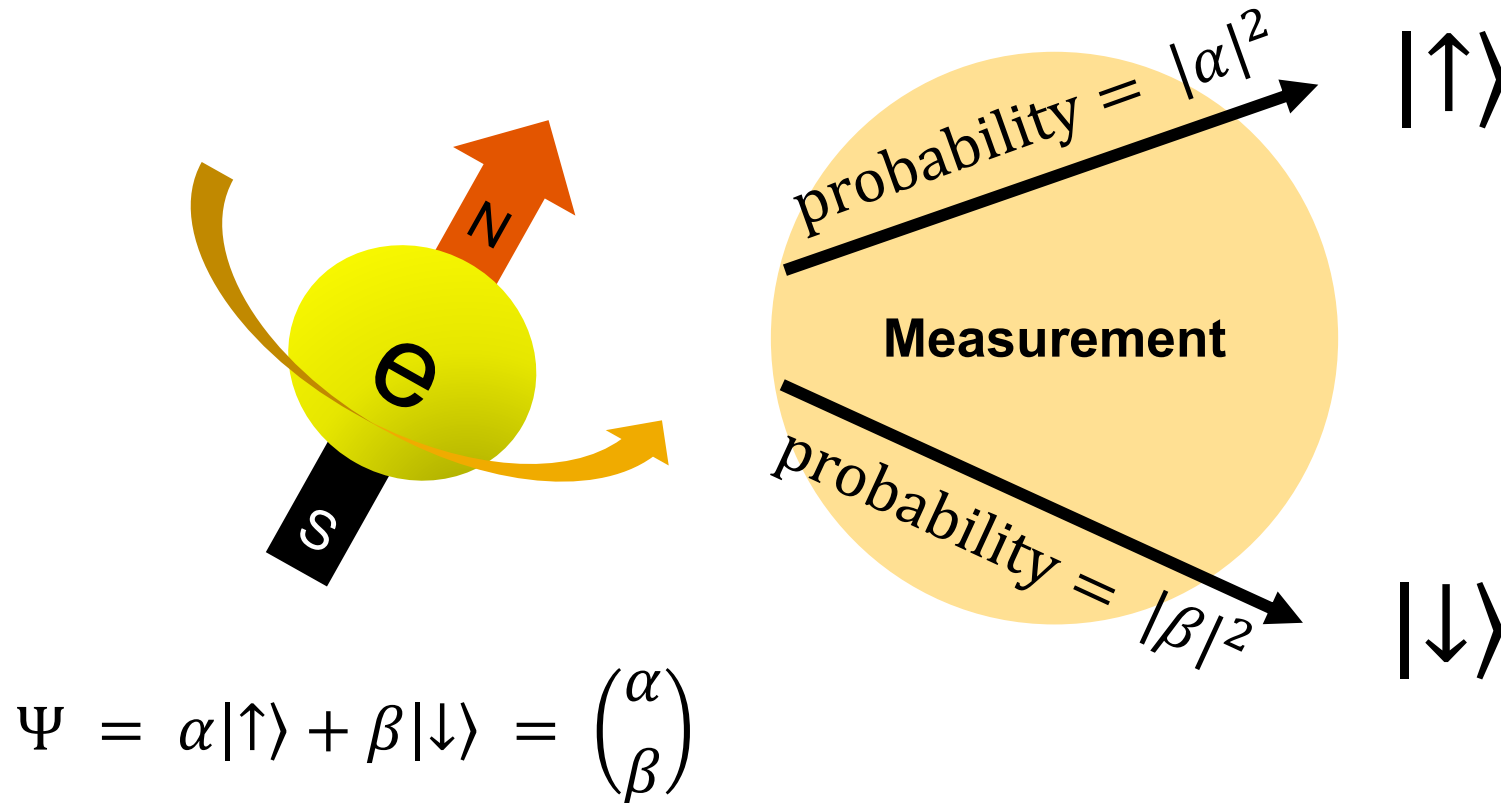 N
e
S
Ψ = α|↑⟩ + β|↓⟩ = (α
β)
probability = |α|²
Measurement
probability = |β|²
|↑⟩
|↓⟩